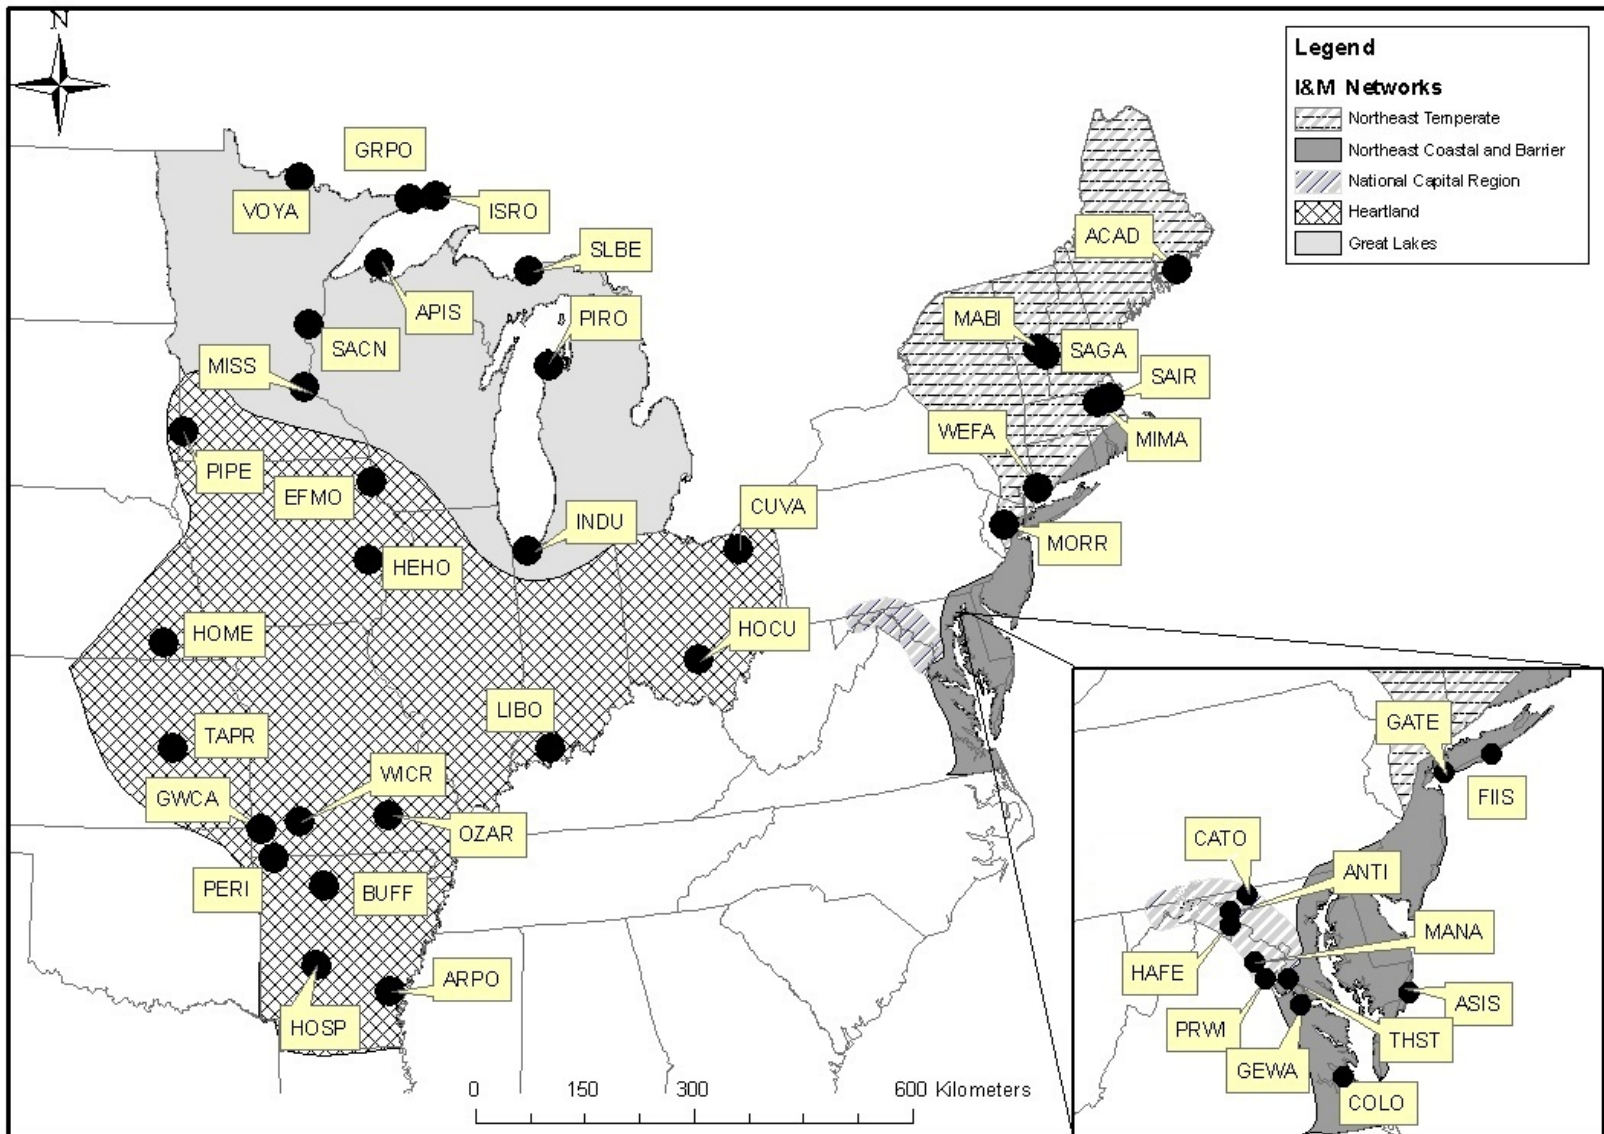 N
Legend
I&M Networks
Northeast Temperate
Northeast Coastal and Barrier
National Capital Region
Heartland
Great Lakes
GRPO
VOYA
ISRO
SLBE
ACAD
APIS
PIRO
MABI
SACN
SAGA
MISS
SAIR
WEFA
MIMA
PIPE
EFMO
CUVA
INDU
MORR
HEHO
HOME
HOCU
LIBO
TAPR
GWCA
WICR
OZAR
PERI
BUFF
ARPO
HOSP
GATE
FIIS
CATO
ANTI
MANA
HAFE
ASIS
PRWI
THST
GEWA
COLO
0 150 300 600 Kilometers